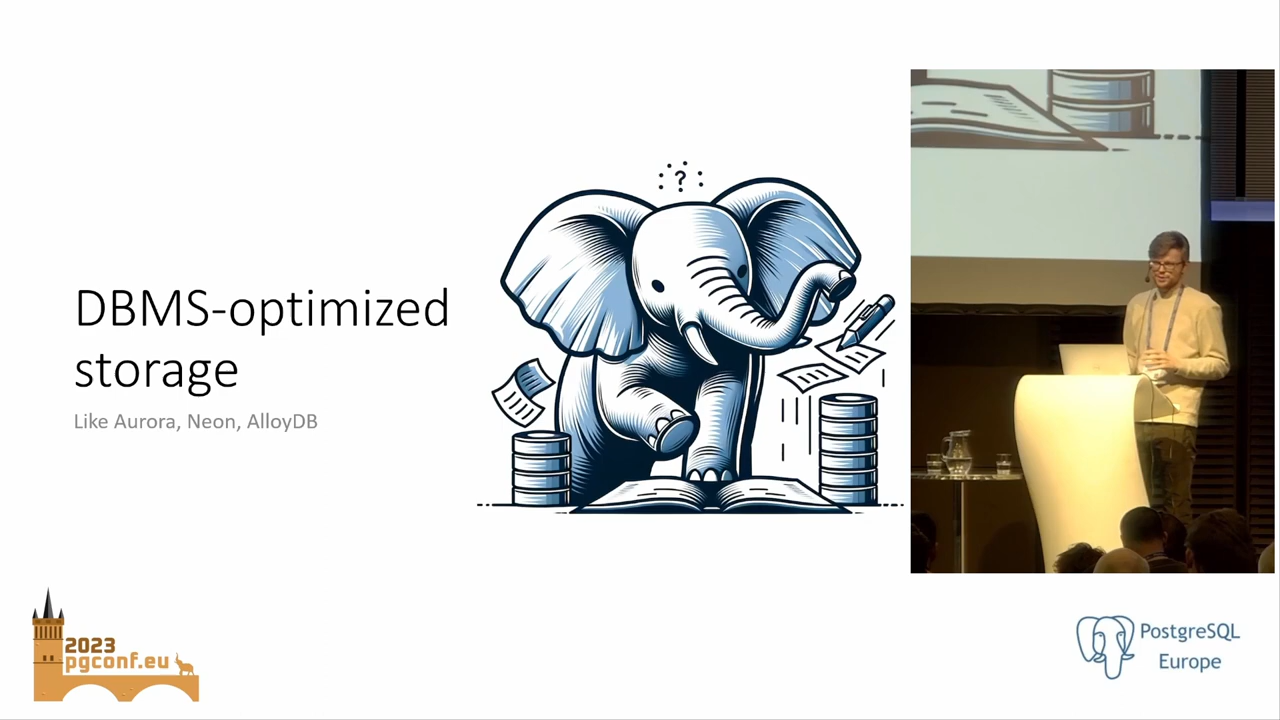 DBMS-optimized
storage
Like Aurora, Neon, AlloyDB
?
2023
pgconf.eu
PostgreSQL
Europe